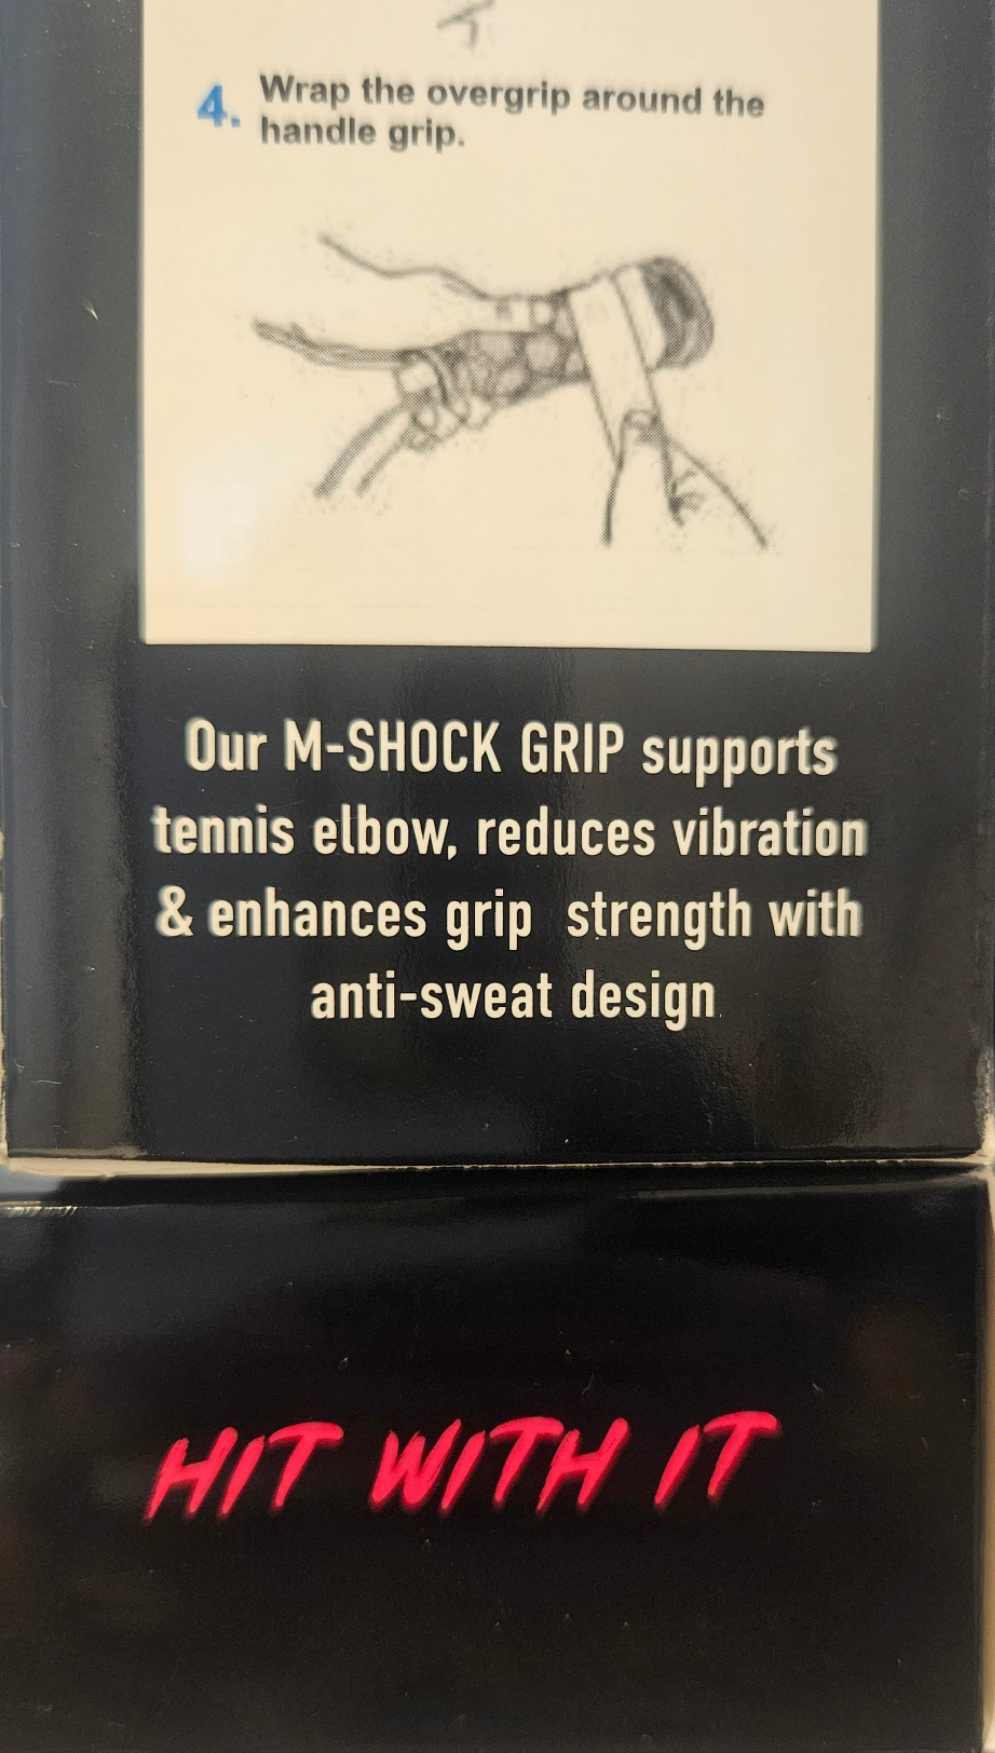 4. Wrap the overgrip around the
handle grip.
Our M-SHOCK GRIP supports
tennis elbow, reduces vibration
& enhances grip strength with
anti-sweat design
HIT WITH IT